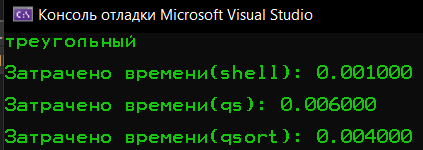 Консоль отладки Microsoft Visual Studio
треугольный
Затрачено времени(shell): 0.001000
Затрачено времени(qs): 0.006000
Затрачено времени(qsort): 0.004000